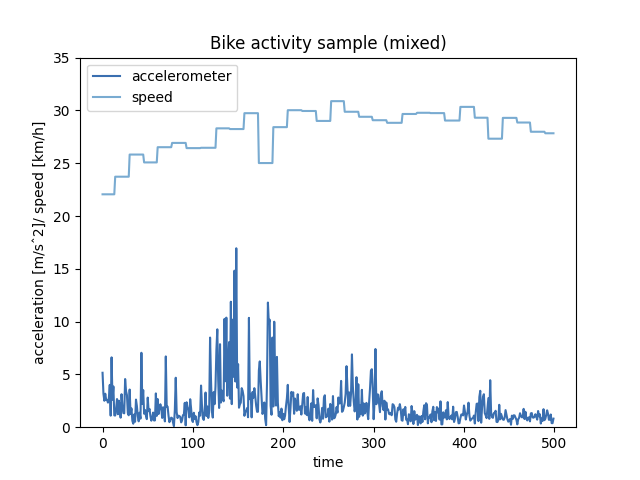 Bike activity sample (mixed)
accelerometer
speed
35
30
25
20
15
10
5
0
acceleration [m/sˆ2]/ speed [km/h]
0 100 200 300 400 500
time